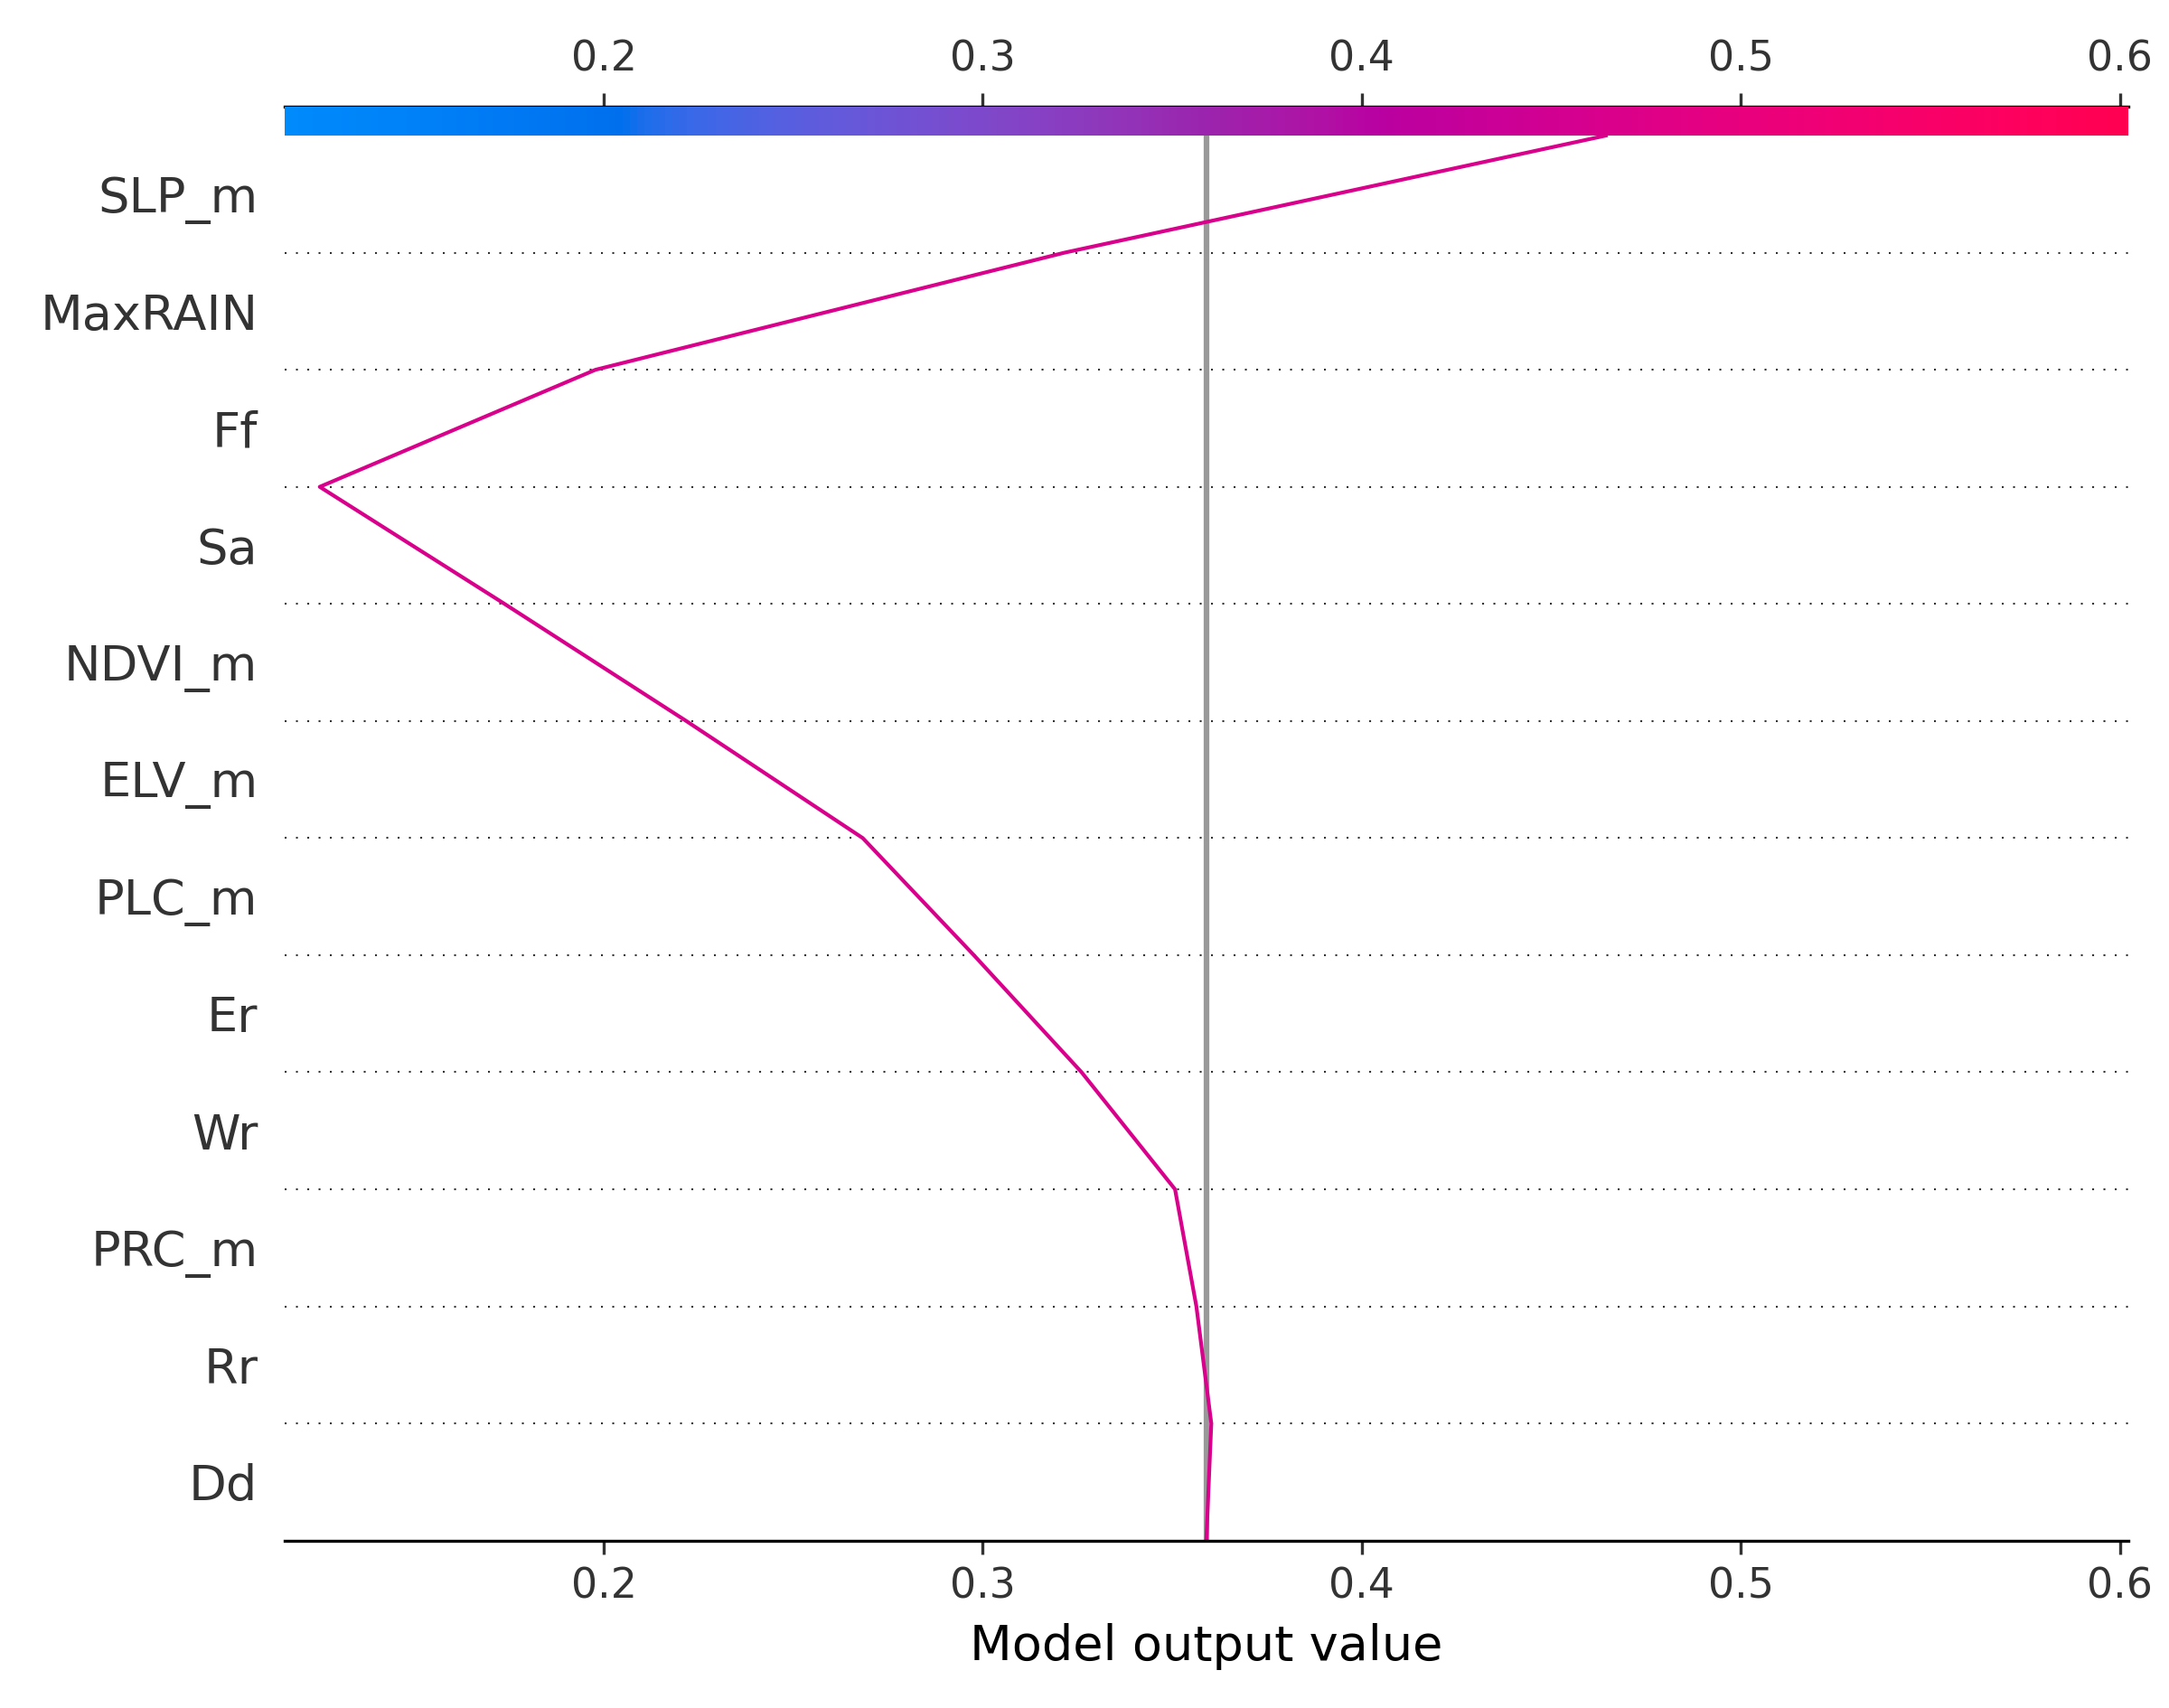 0.2 0.3 0.4 0.5 0.6
SLP_m
MaxRAIN
Ff
Sa
NDVI_m
ELV_m
PLC_m
Er
Wr
PRC_m
Rr
Dd
0.2 0.3 0.4 0.5 0.6
Model output value